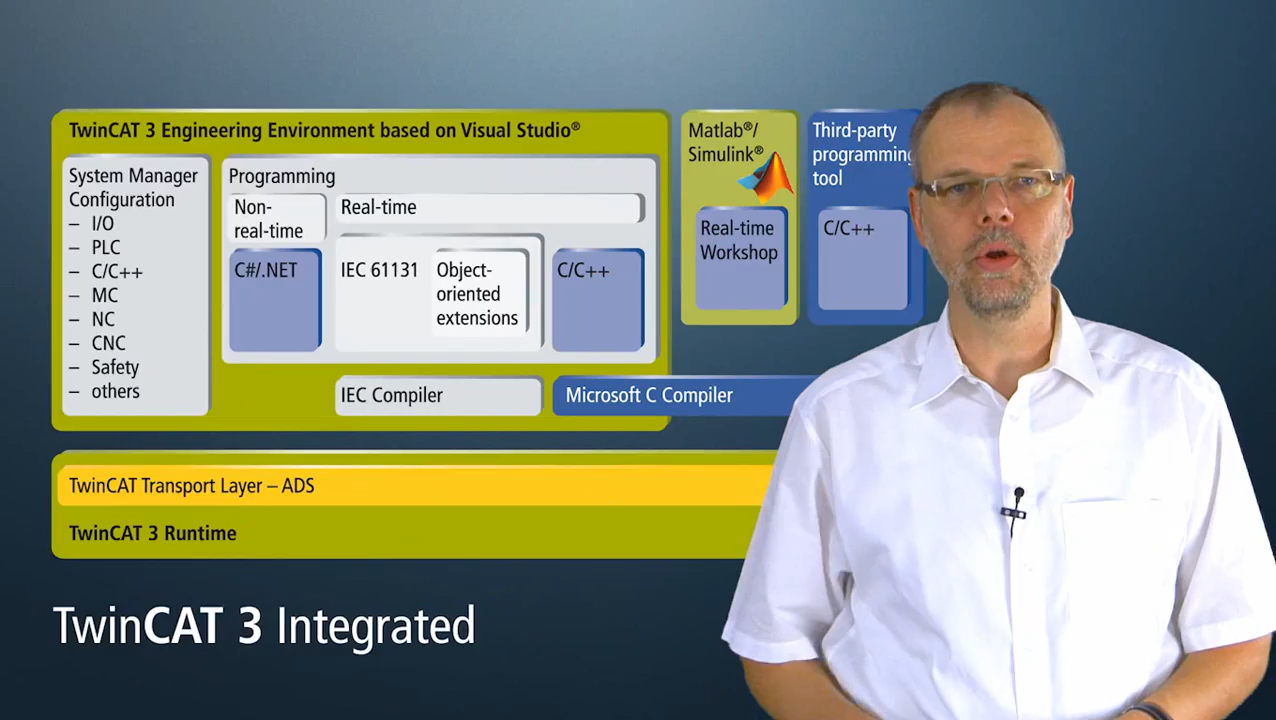 TwinCAT 3 Engineering Environment based on Visual Studio®
System Manager
Configuration
– I/O
– PLC
– C/C++
– MC
– NC
– CNC
– Safety
– others
Programming
Non-
real-time
Real-time
C#/.NET
IEC 61131
Object-
oriented
extensions
C/C++
IEC Compiler
Microsoft C Compiler
Matlab®/
Simulink®
Real-time
Workshop
Third-party
programming
tool
C/C++
TwinCAT Transport Layer – ADS
TwinCAT 3 Runtime
TwinCAT 3 Integrated